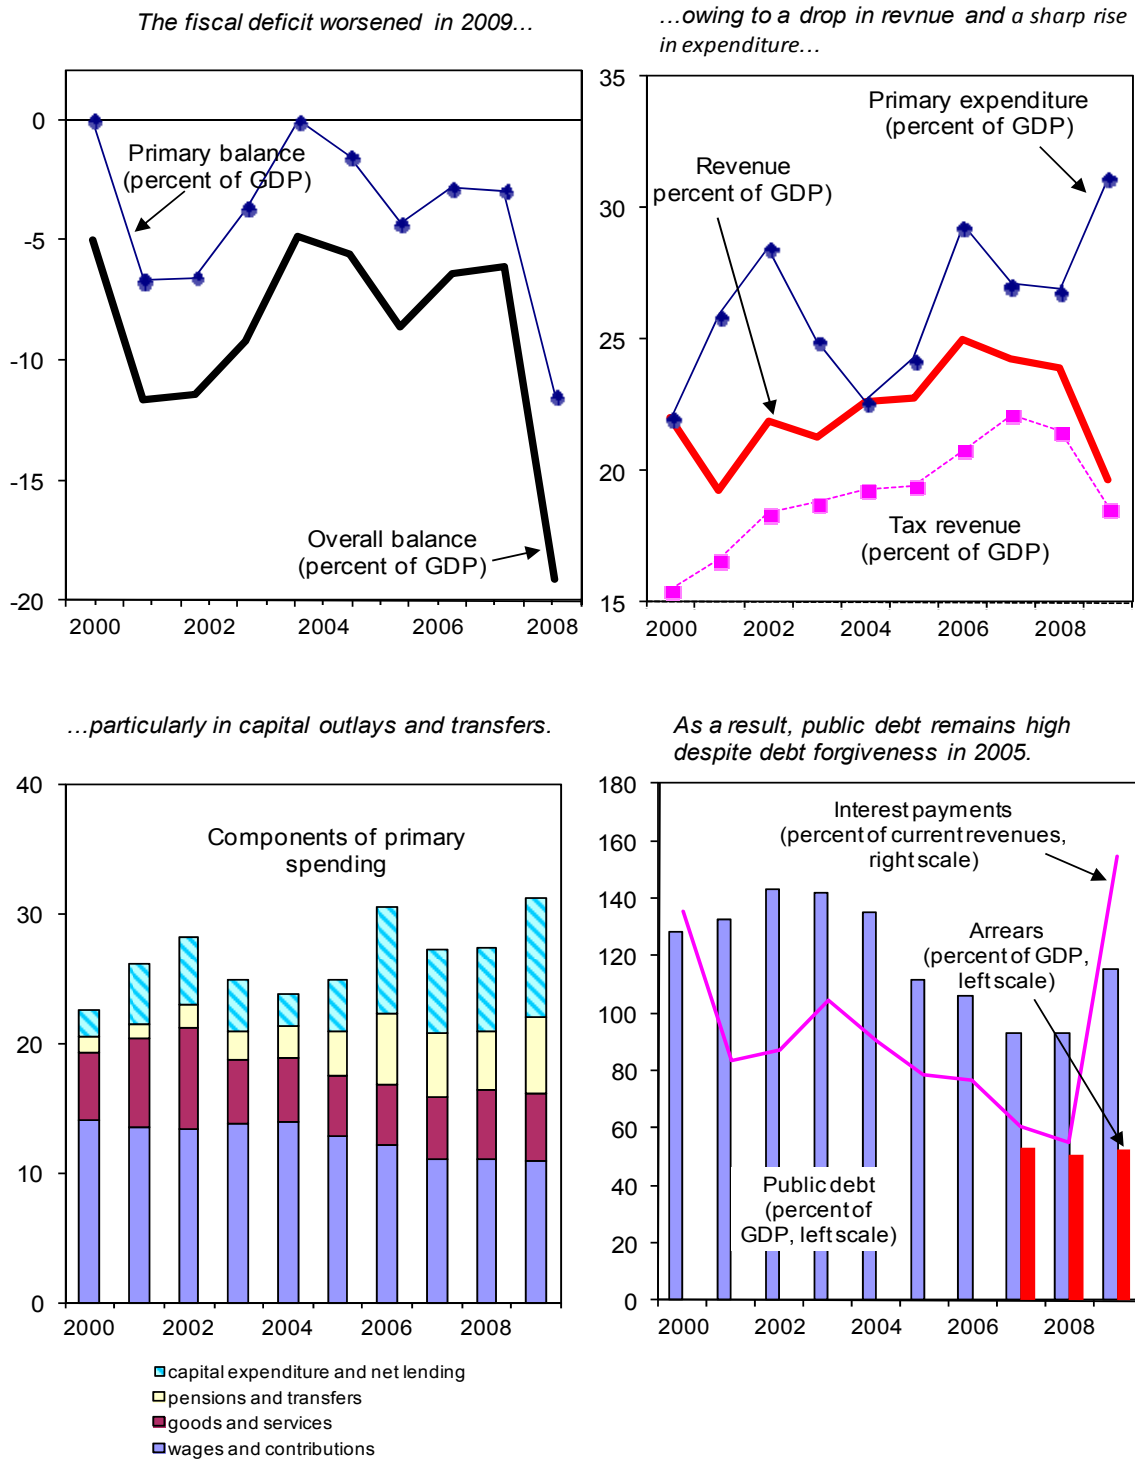 The fiscal deficit worsened in 2009…
0
-5
-10
-15
-20
Primary balance
(percent of GDP)
Overall balance
(percent of GDP)
2000
2002
2004
2006
2008
…owing to a drop in revnue and a sharp rise
in expenditure…
35
30
25
20
15
Primary expenditure
(percent of GDP)
Revenue
percent of GDP)
Tax revenue
(percent of GDP)
2000
2002
2004
2006
2008
…particularly in capital outlays and transfers.
40
30
20
10
0
Components of primary
spending
2000
2002
2004
2006
2008
capital expenditure and net lending
pensions and transfers
goods and services
wages and contributions
As a result, public debt remains high
despite debt forgiveness in 2005.
180
160
140
120
100
80
60
40
20
0
Interest payments
(percent of current revenues,
right scale)
Arrears
(percent of GDP,
left scale)
Public debt
(percent of
GDP, left scale)
2000
2002
2004
2006
2008